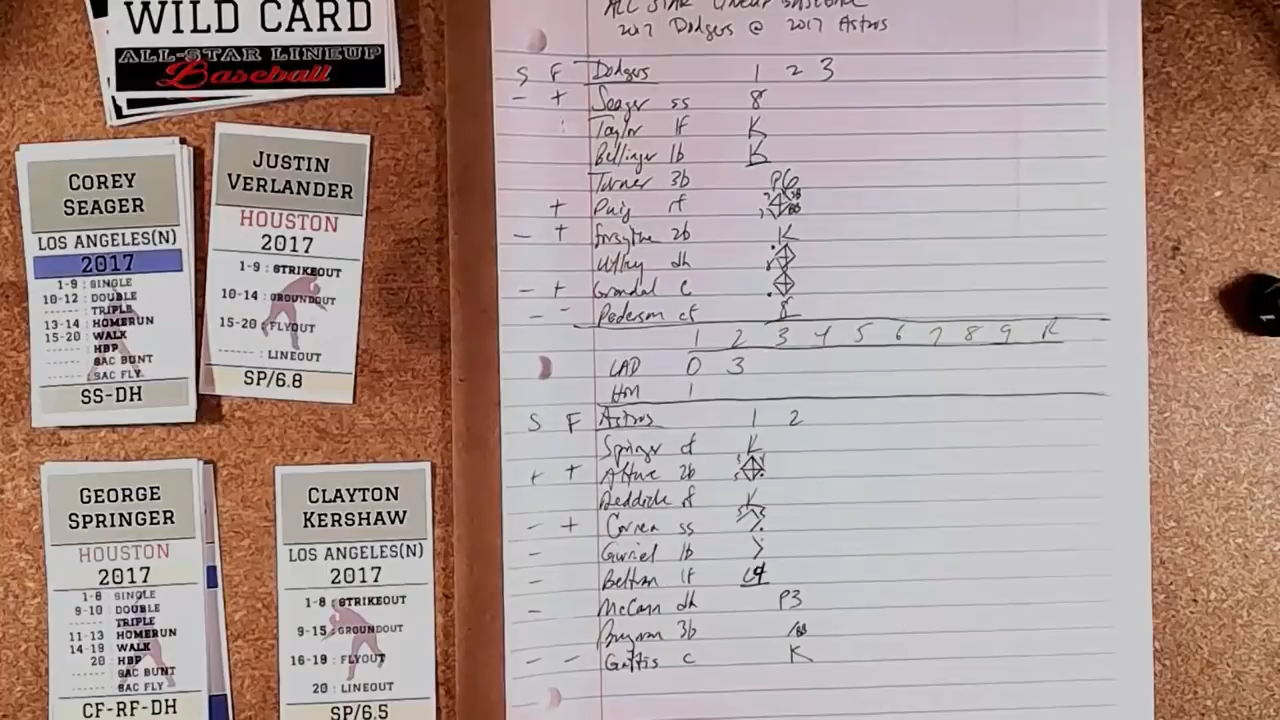 WILD CARD
ALL-STAR LINEUP
Baseball
COREY
SEAGER
LOS ANGELES(N)
2017
1-9 : SINGLE
10-12 : DOUBLE
------ TRIPLE
13-14 : HOMERUN
15-20 : WALK
------ HBP
------ SAC BUNT
------ SAC FLY
SS-DH
JUSTIN
VERLANDER
HOUSTON
2017
1-9 : STRIKEOUT
10-14 : GROUNDOUT
15-20 : FLYOUT
------ : LINEOUT
SP/6.8
GEORGE
SPRINGER
HOUSTON
2017
1-8 : SINGLE
9-10 : DOUBLE
------ TRIPLE
11-13 : HOMERUN
14-19 : WALK
20 : HBP
------ SAC BUNT
------ SAC FLY
CF-RF-DH
CLAYTON
KERSHAW
LOS ANGELES(N)
2017
1-8 : STRIKEOUT
9-15 : GROUNDOUT
16-19 : FLYOUT
20 : LINEOUT
SP/6.5
ALL STAR Lineup Baseball
2017 Dodgers @ 2017 Astros
S F Dodgers 1 2 3
- + Seager ss 8
Taylor lf K
Bellinger 1b K
Turner 3b P6
+ Puig rf
- + Forsythe 2b K
Utley dh
- + Grandal c
- - Pederson cf 8
1 2 3 4 5 6 7 8 9 R
LAD 0 3
HOU 1
S F Astros 1 2
Springer cf K
+ + Altuve 2b
Reddick rf K
- + Correa ss
- Gurriel 1b
- Beltran lf
- McCann dh P3
Bregman 3b
- - Gattis c K